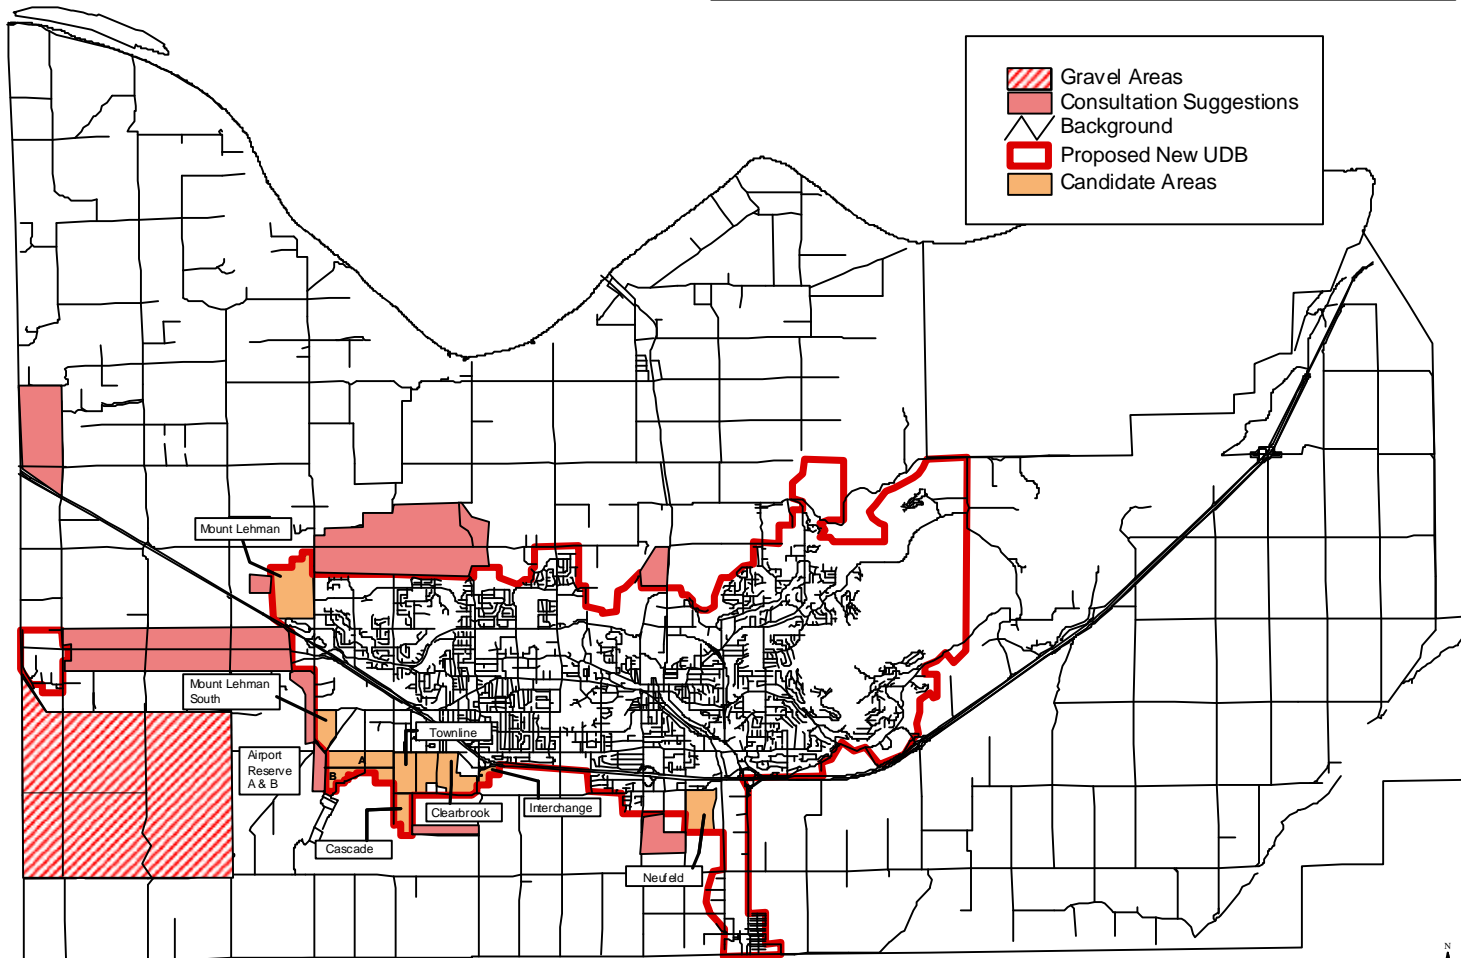 Gravel Areas
Consultation Suggestions
Background
Proposed New UDB
Candidate Areas
Mount Lehman
Mount Lehman
South
Townline
Airport
Reserve
A & B
A
B
Clearbrook
Interchange
Cascade
Neufeld
N